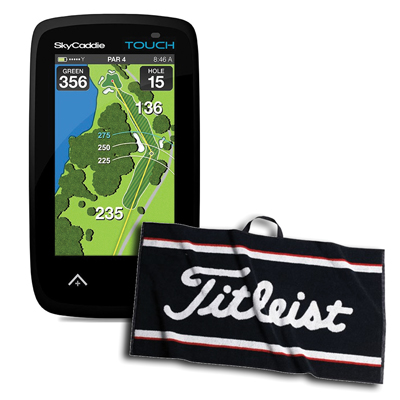 SkyCaddie TOUCH
Y PAR 4 8:46 A
GREEN
356
HOLE
15
136
275
250
225
235
Titleist